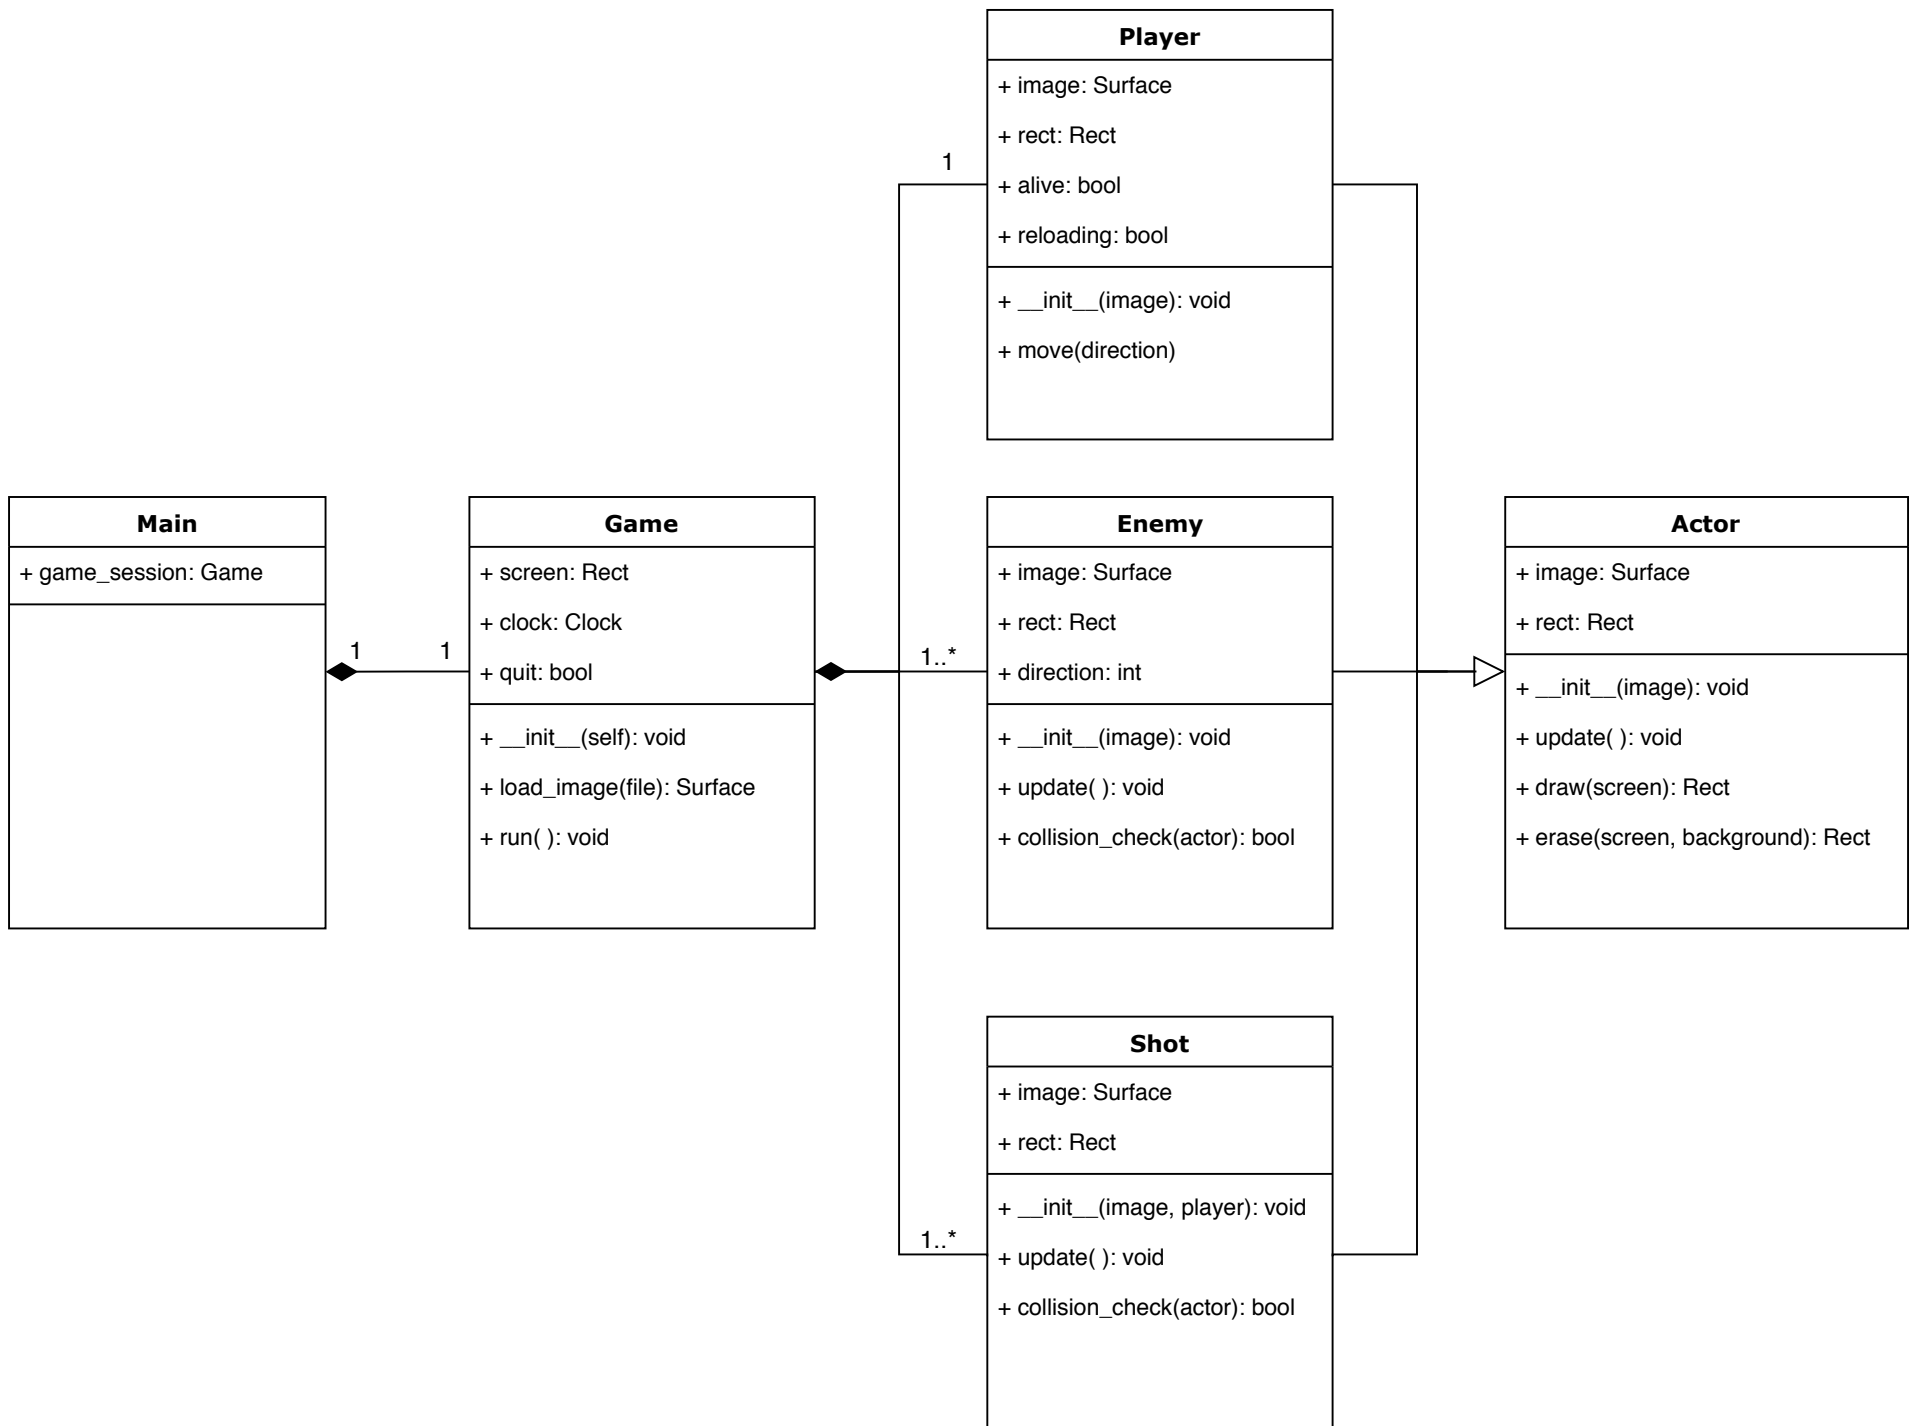 Player
+ image: Surface
+ rect: Rect
1
+ alive: bool
+ reloading: bool
+ __init__(image): void
+ move(direction)
Main
+ game_session: Game
1
1
Game
+ screen: Rect
+ clock: Clock
+ quit: bool
+ __init__(self): void
+ load_image(file): Surface
+ run( ): void
1..*
Enemy
+ image: Surface
+ rect: Rect
+ direction: int
+ __init__(image): void
+ update( ): void
+ collision_check(actor): bool
Actor
+ image: Surface
+ rect: Rect
+ __init__(image): void
+ update( ): void
+ draw(screen): Rect
+ erase(screen, background): Rect
Shot
+ image: Surface
+ rect: Rect
1..*
+ __init__(image, player): void
+ update( ): void
+ collision_check(actor): bool